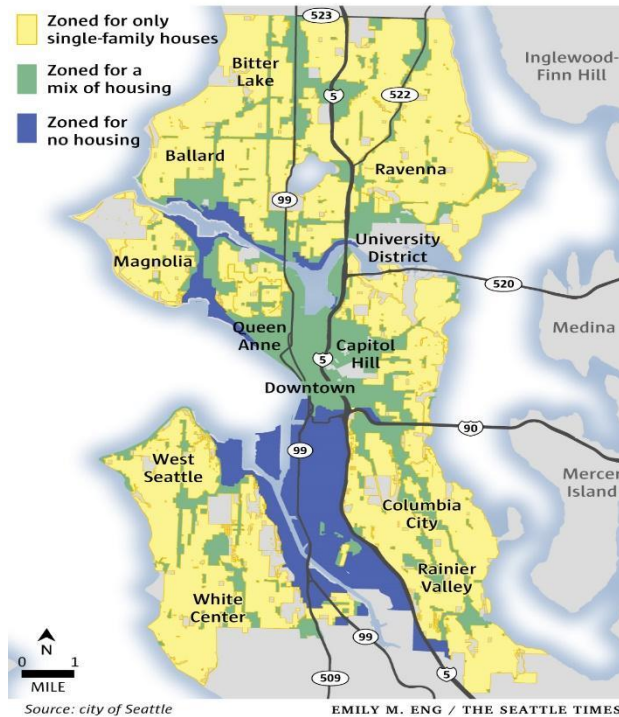 Zoned for only
single-family houses
Zoned for a
mix of housing
Zoned for
no housing
523
Bitter
Lake
5
522
Inglewood-
Finn Hill
Ballard
99
Ravenna
Magnolia
University
District
520
Queen
Anne
5
Capitol
Hill
Medina
Downtown
90
West
Seattle
99
Mercer
Island
Columbia
City
Rainier
Valley
White
Center
99
N
0 1
MILE
509
5
Source: city of Seattle
EMILY M. ENG / THE SEATTLE TIMES